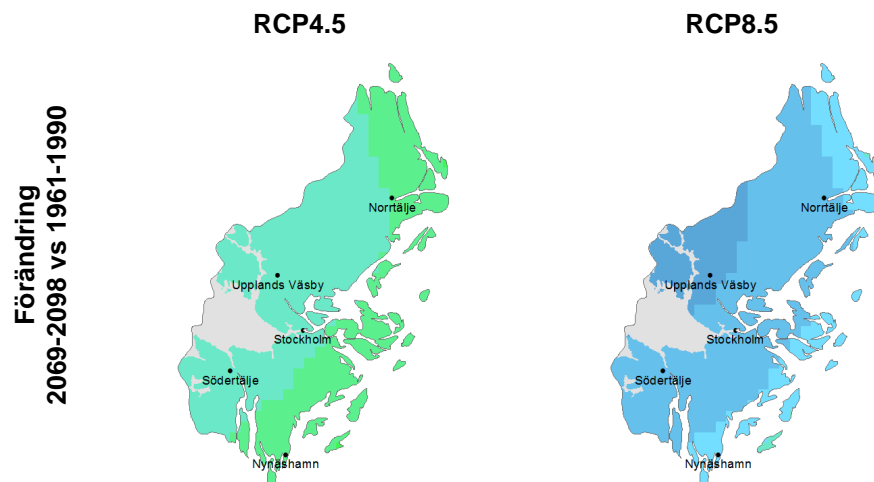 RCP4.5
RCP8.5
Förändring
2069-2098 vs 1961-1990
Norrtälje
Upplands Väsby
Stockholm
Södertälje
Nynäshamn
Norrtälje
Upplands Väsby
Stockholm
Södertälje
Nynäshamn